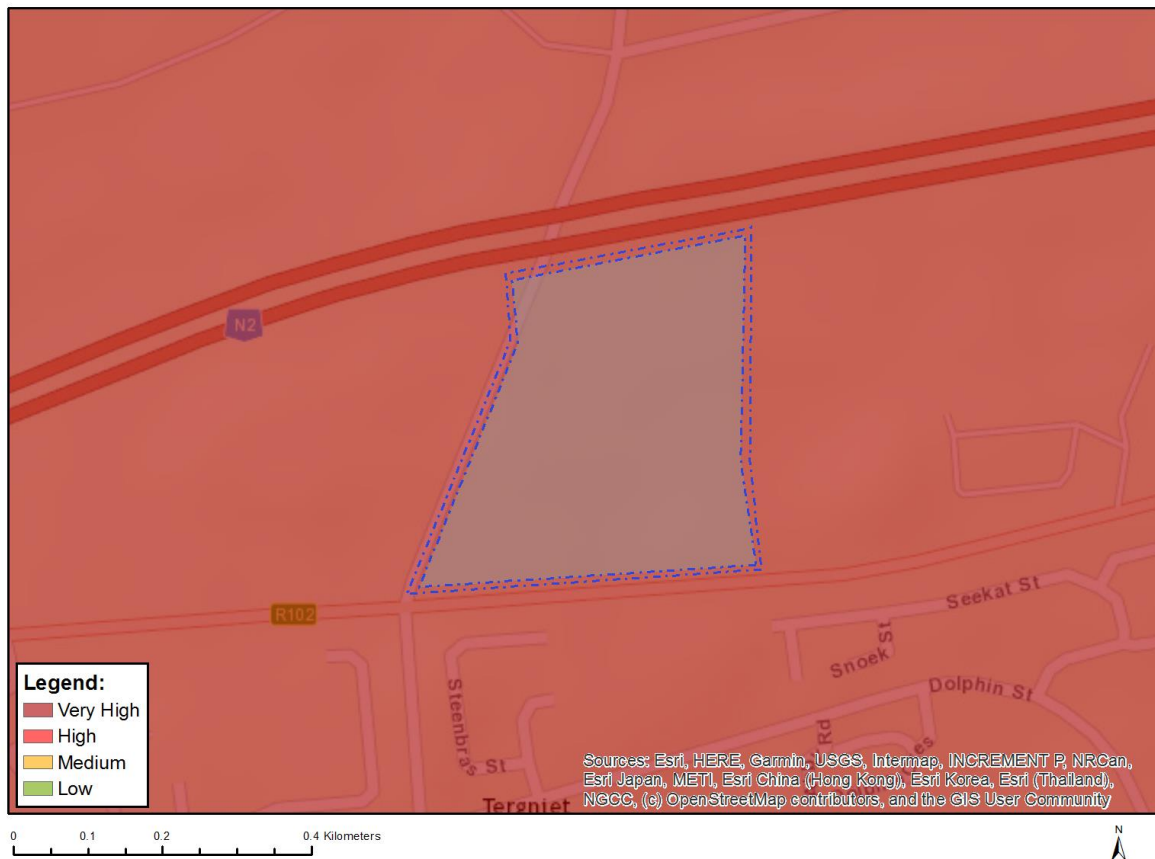 N2
R102
Seekat St
Snoek St
Dolphin St
Steenbras St
Rd
Tergniet
Legend:
Very High
High
Medium
Low
Sources: Esri, HERE, Garmin, USGS, Intermap, INCREMENT P, NRCan,
Esri Japan, METI, Esri China (Hong Kong), Esri Korea, Esri (Thailand),
NGCC, (c) OpenStreetMap contributors, and the GIS User Community
0 0.1 0.2 0.4 Kilometers
N